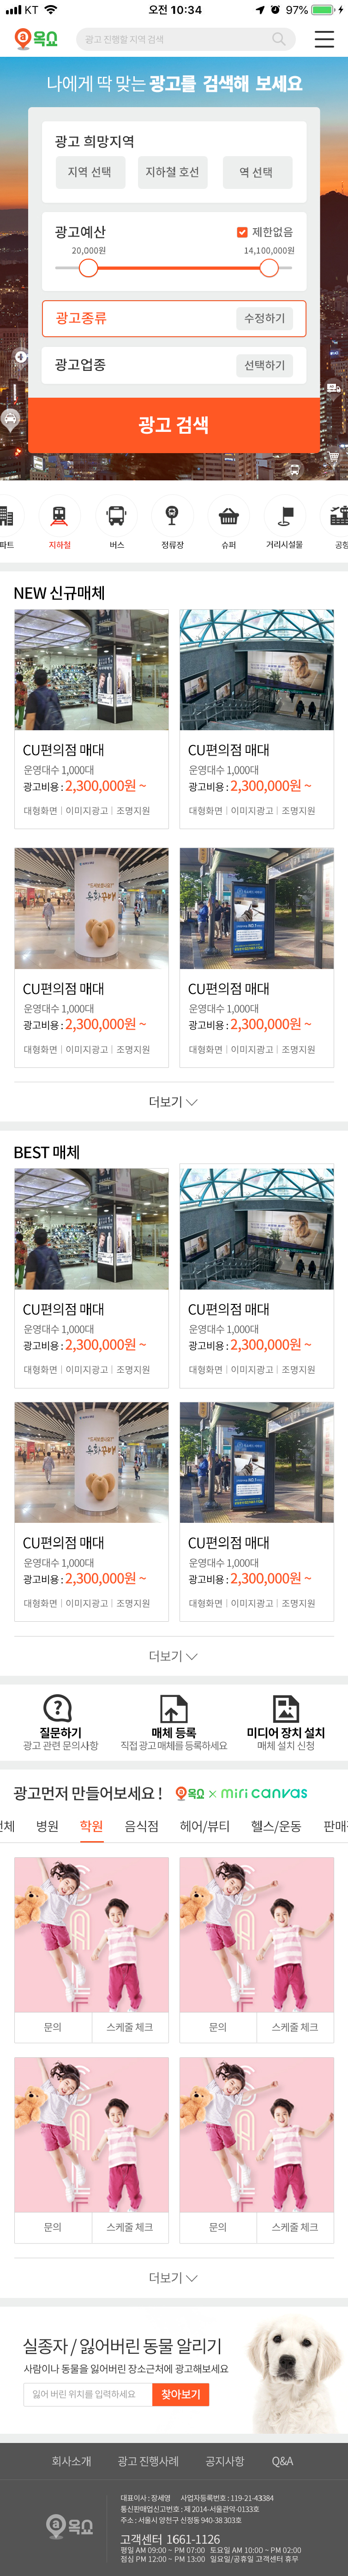 KT 오전 10:34 97%
옥외
광고 진행할 지역 검색
나에게 딱 맞는 광고를 검색해 보세요
광고 희망지역
지역 선택 지하철 호선 역 선택
광고예산 제한없음
20,000원 14,100,000원
광고종류 수정하기
광고업종 선택하기
광고 검색
파트 지하철 버스 정류장 슈퍼 거리시설물 공항
NEW 신규매체
CU편의점 매대 CU편의점 매대
운영대수 1,000대 운영대수 1,000대
광고비용 : 2,300,000원 ~ 광고비용 : 2,300,000원 ~
대형화면 | 이미지광고 | 조명지원 대형화면 | 이미지광고 | 조명지원
CU편의점 매대 CU편의점 매대
운영대수 1,000대 운영대수 1,000대
광고비용 : 2,300,000원 ~ 광고비용 : 2,300,000원 ~
대형화면 | 이미지광고 | 조명지원 대형화면 | 이미지광고 | 조명지원
더보기
BEST 매체
CU편의점 매대 CU편의점 매대
운영대수 1,000대 운영대수 1,000대
광고비용 : 2,300,000원 ~ 광고비용 : 2,300,000원 ~
대형화면 | 이미지광고 | 조명지원 대형화면 | 이미지광고 | 조명지원
CU편의점 매대 CU편의점 매대
운영대수 1,000대 운영대수 1,000대
광고비용 : 2,300,000원 ~ 광고비용 : 2,300,000원 ~
대형화면 | 이미지광고 | 조명지원 대형화면 | 이미지광고 | 조명지원
더보기
질문하기 매체 등록 미디어 장치 설치
광고 관련 문의사항 직접 광고 매체를 등록하세요 매체 설치 신청
광고먼저 만들어보세요 ! × miri canvas
전체 병원 학원 음식점 헤어/뷰티 헬스/운동 판매
문의 스케줄 체크 문의 스케줄 체크
문의 스케줄 체크 문의 스케줄 체크
더보기
실종자 / 잃어버린 동물 알리기
사람이나 동물을 잃어버린 장소근처에 광고해보세요
잃어 버린 위치를 입력하세요 찾아보기
회사소개 광고 진행사례 공지사항 Q&A
대표이사 : 장세영 사업자등록번호 : 119-21-43384
통신판매업신고번호 : 제 2014-서울관악-0133호
주소 : 서울시 양천구 신정동 940-38 303호
고객센터 1661-1126
평일 AM 09:00 ~ PM 07:00 토요일 AM 10:00 ~ PM 02:00
점심 PM 12:00 ~ PM 13:00 일요일/공휴일 고객센터 휴무